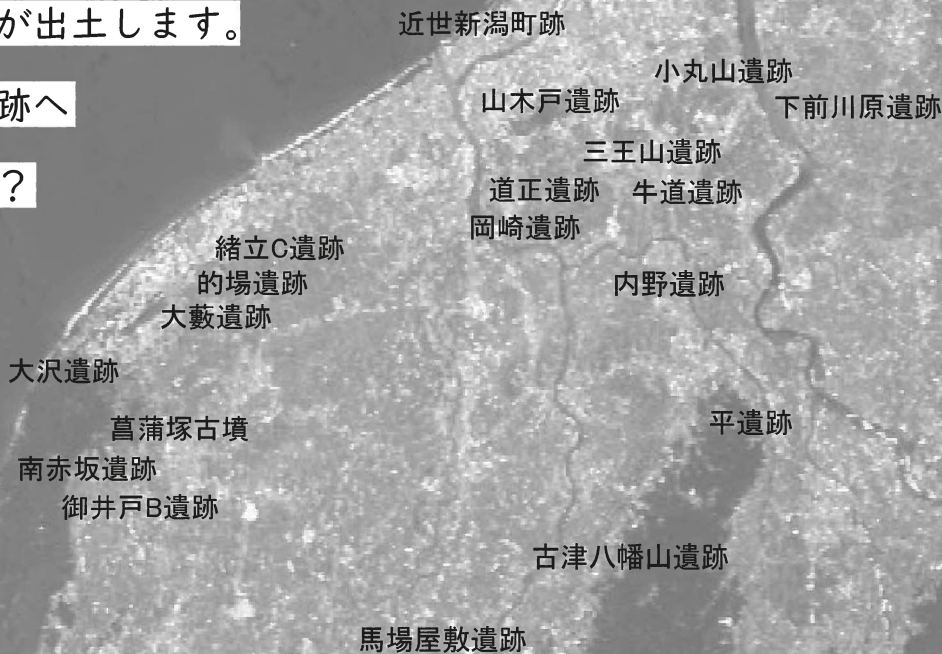 が出土します。
跡へ
？
近世新潟町跡
小丸山遺跡
山木戸遺跡
下前川原遺跡
三王山遺跡
道正遺跡
牛道遺跡
岡崎遺跡
緒立C遺跡
的場遺跡
内野遺跡
大藪遺跡
大沢遺跡
菖蒲塚古墳
平遺跡
南赤坂遺跡
御井戸B遺跡
古津八幡山遺跡
馬場屋敷遺跡